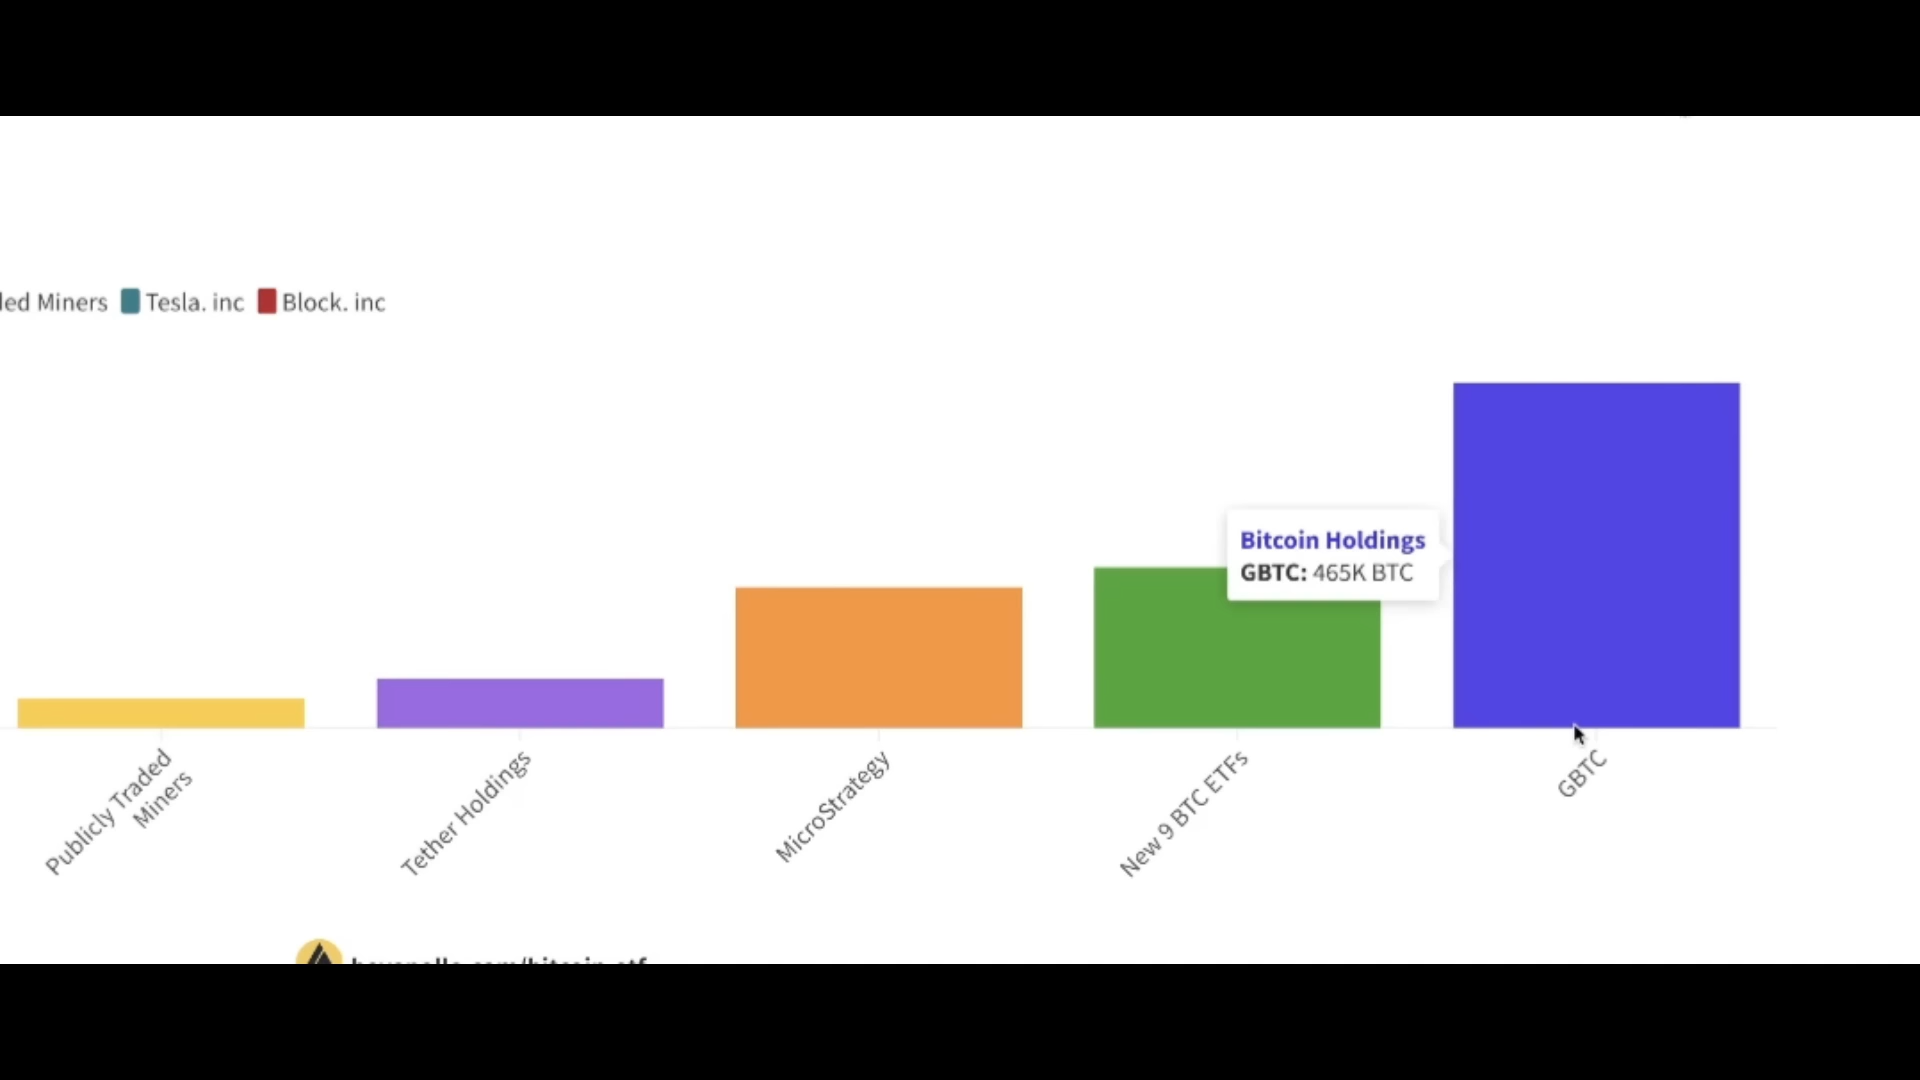 led Miners Tesla. inc Block. inc
Bitcoin Holdings
GBTC: 465K BTC
Publicly Traded
Miners
Tether Holdings
MicroStrategy
New 9 BTC ETFs
GBTC